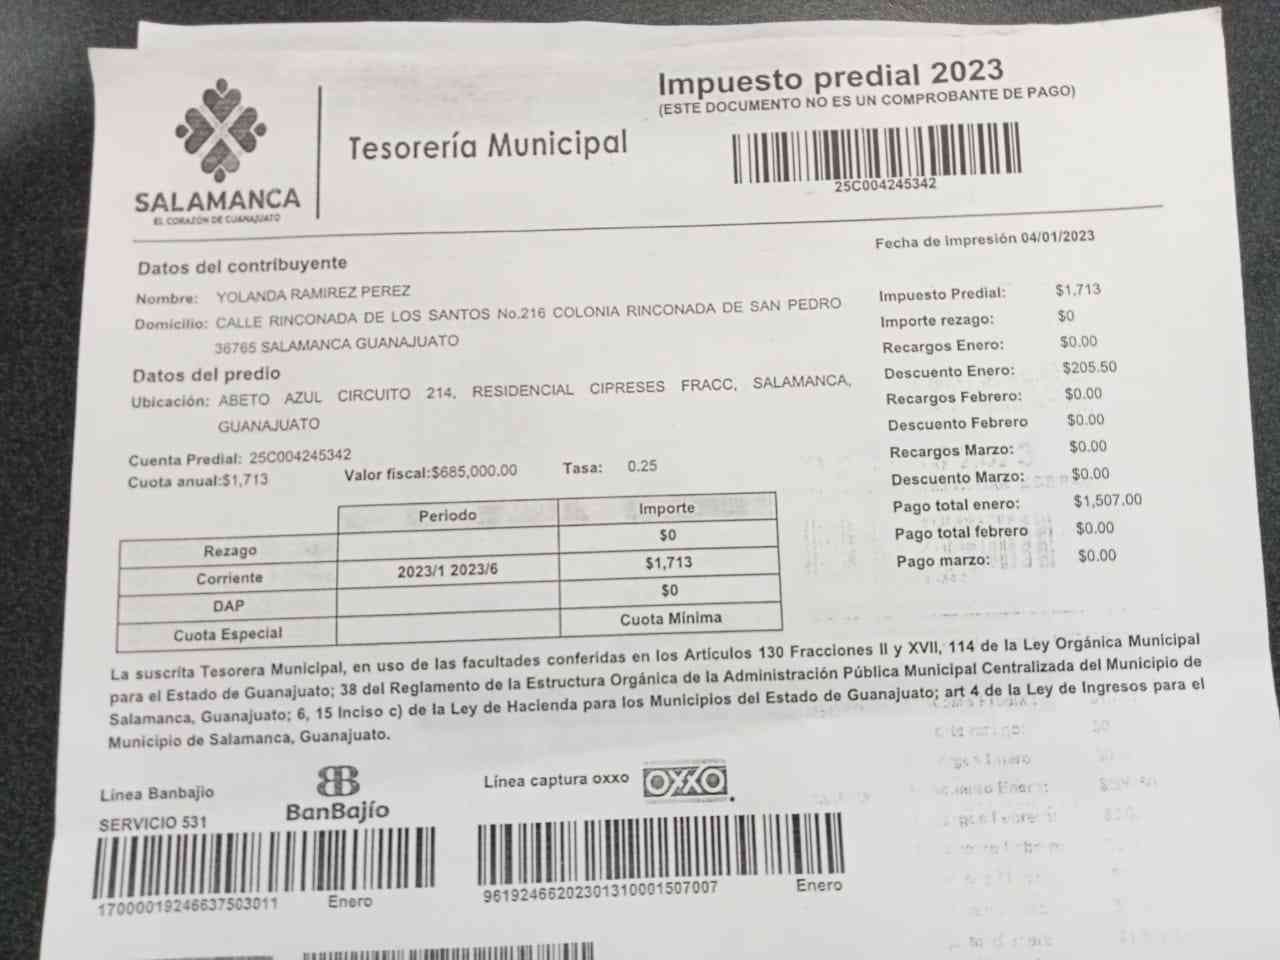 Impuesto predial 2023
(ESTE DOCUMENTO NO ES UN COMPROBANTE DE PAGO)
25C004245342
SALAMANCA
EL CORAZÓN DE GUANAJUATO
Tesorería Municipal
Fecha de impresión 04/01/2023
Datos del contribuyente
Nombre: YOLANDA RAMIREZ PEREZ
Domicilio: CALLE RINCONADA DE LOS SANTOS No.216 COLONIA RINCONADA DE SAN PEDRO
36765 SALAMANCA GUANAJUATO
Datos del predio
Ubicación: ABETO AZUL CIRCUITO 214, RESIDENCIAL CIPRESES FRACC, SALAMANCA,
GUANAJUATO
Cuenta Predial: 25C004245342
Cuota anual:$1,713 Valor fiscal:$685,000.00 Tasa: 0.25
Impuesto Predial: $1,713
Importe rezago: $0
Recargos Enero: $0.00
Descuento Enero: $205.50
Recargos Febrero: $0.00
Descuento Febrero $0.00
Recargos Marzo: $0.00
Descuento Marzo: $0.00
Pago total enero: $1,507.00
Pago total febrero $0.00
Pago marzo: $0.00
Periodo Importe
Rezago $0
Corriente 2023/1 2023/6 $1,713
DAP $0
Cuota Especial Cuota Mínima
La suscrita Tesorera Municipal, en uso de las facultades conferidas en los Artículos 130 Fracciones II y XVII, 114 de la Ley Orgánica Municipal
para el Estado de Guanajuato; 38 del Reglamento de la Estructura Orgánica de la Administración Pública Municipal Centralizada del Municipio de
Salamanca, Guanajuato; 6, 15 Inciso c) de la Ley de Hacienda para los Municipios del Estado de Guanajuato; art 4 de la Ley de Ingresos para el
Municipio de Salamanca, Guanajuato.
Línea Banbajio
SERVICIO 531
BanBajío
17000019246637503011 Enero
Línea captura oxxo
OXXO
96192466202301310001507007 Enero